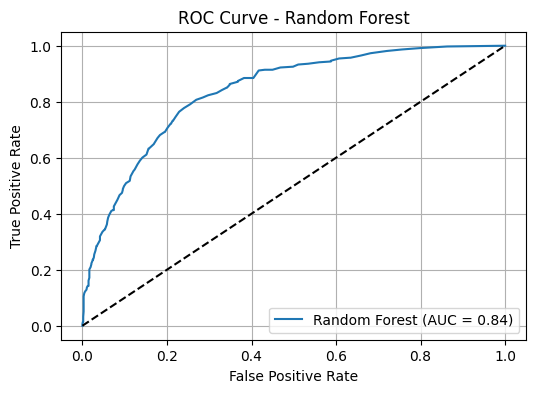 ROC Curve - Random Forest
1.0
0.8
0.6
0.4
0.2
0.0
True Positive Rate
Random Forest (AUC = 0.84)
0.0 0.2 0.4 0.6 0.8 1.0
False Positive Rate